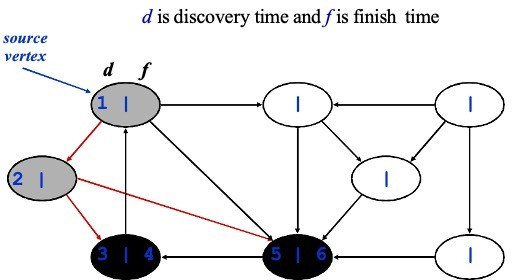 d is discovery time and f is finish time
source
vertex
d f
1 | | |
2 | |
3 | 4 5 | 6 |